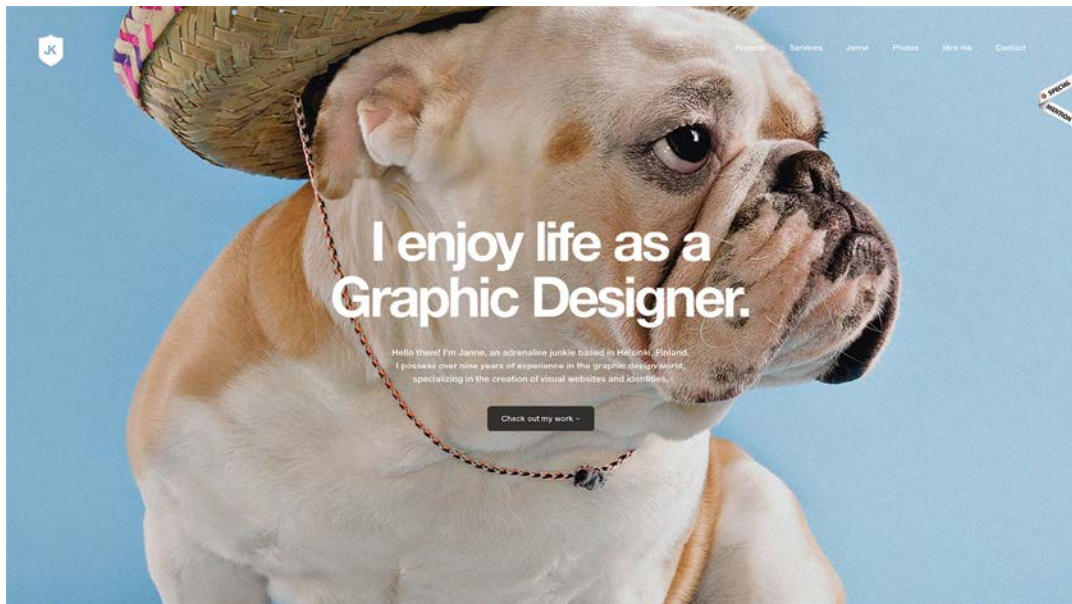 JK
Projects Services Janne Photos Hire me Contact
SPECIAL
MENTION
I enjoy life as a
Graphic Designer.
Hello there! I'm Janne, an adrenaline junkie based in Helsinki, Finland.
I possess over nine years of experience in the graphic design world,
specializing in the creation of visual websites and identities.
Check out my work